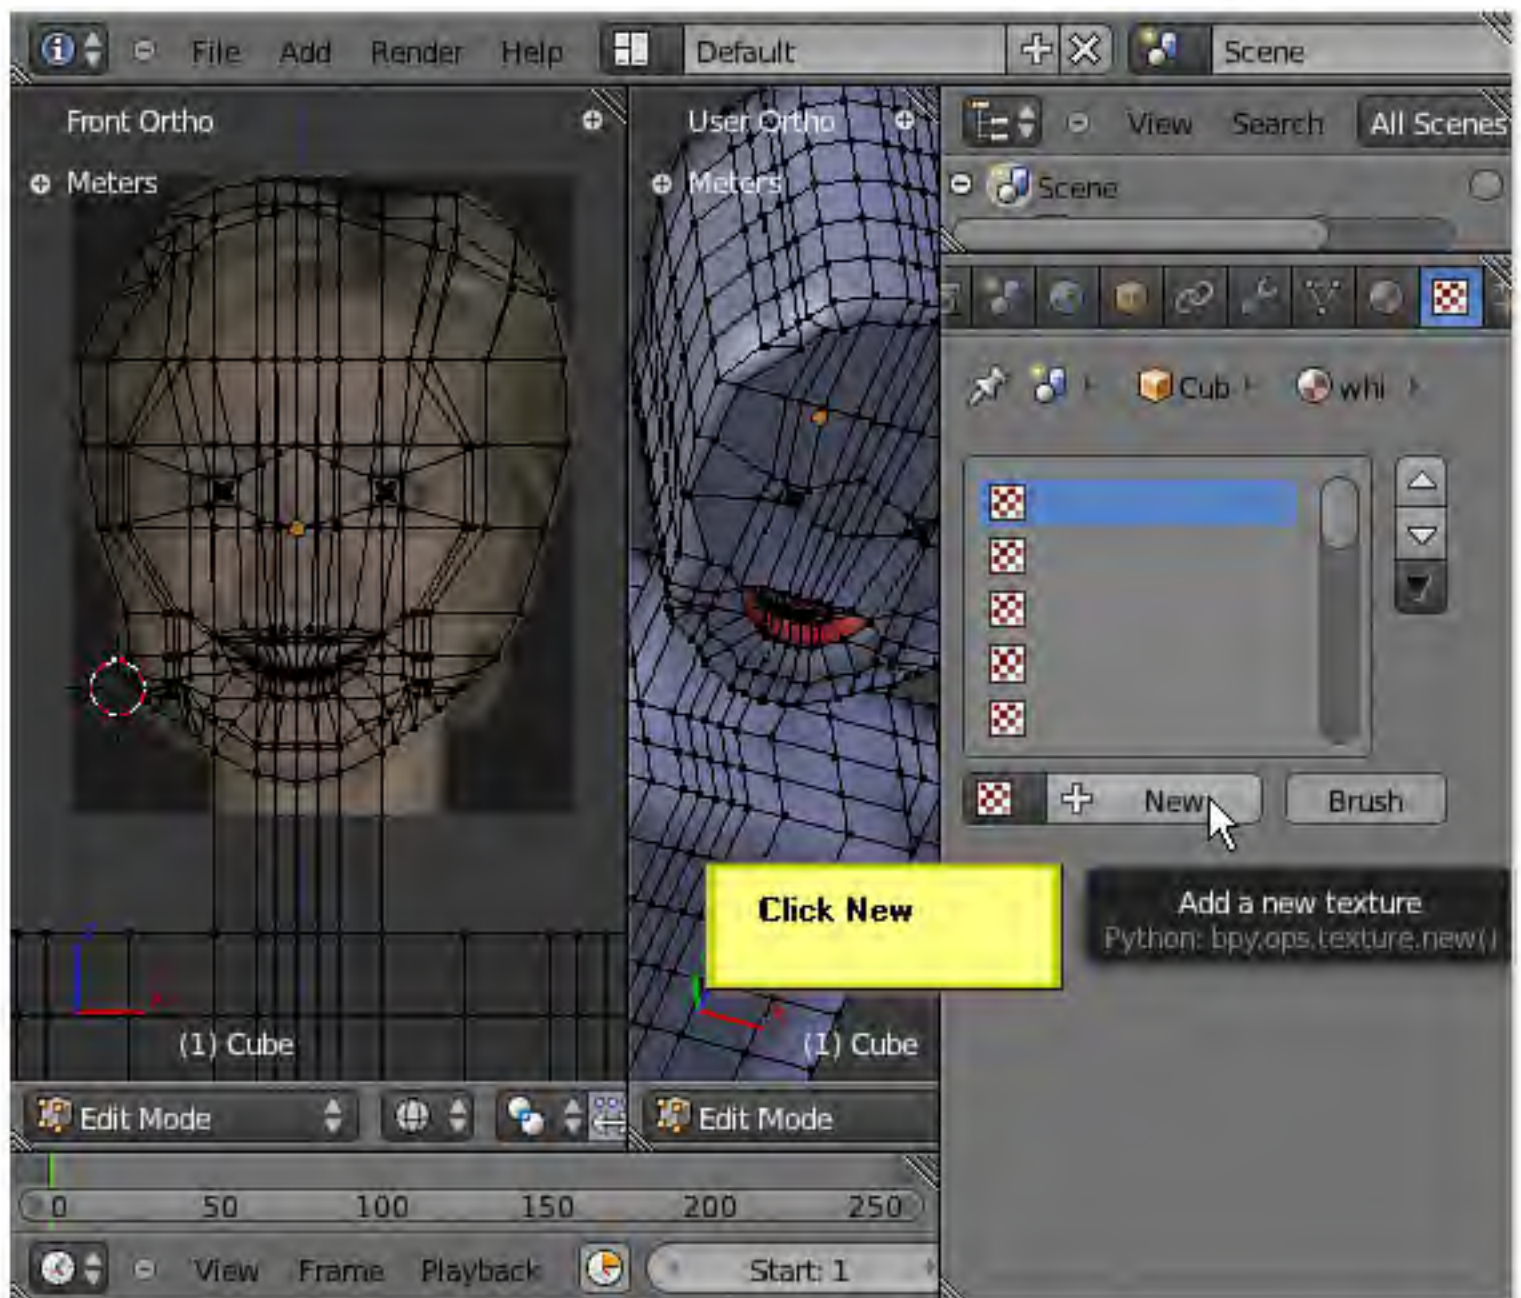 File Add Render Help Default Scene
Front Ortho
Meters
User Ortho
Meters
View Search All Scenes
Scene
Cub whi
New Brush
Add a new texture
Python: bpy.ops.texture.new()
Click New
(1) Cube
(1) Cube
Edit Mode
Edit Mode
0 50 100 150 200 250
View Frame Playback Start: 1